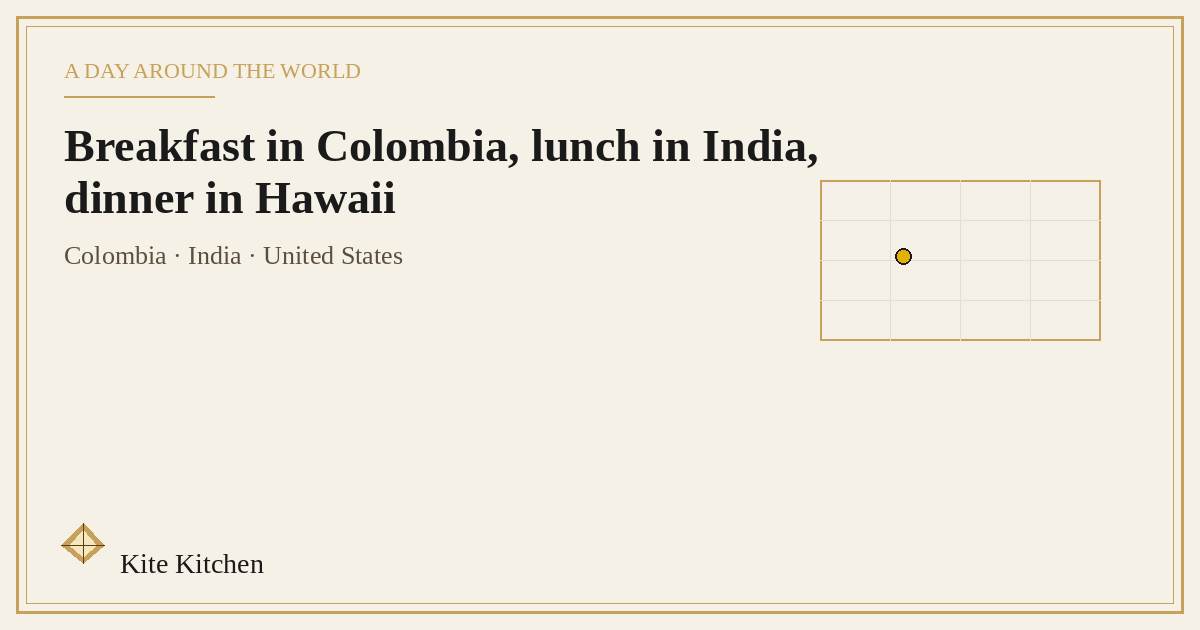 A DAY AROUND THE WORLD
Breakfast in Colombia, lunch in India,
dinner in Hawaii
Colombia · India · United States
Kite Kitchen